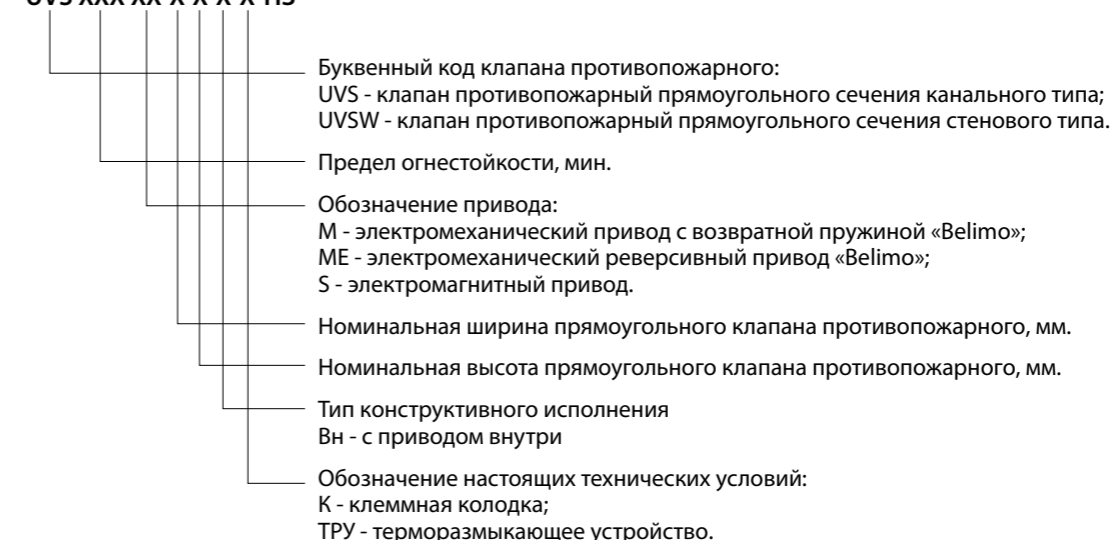 Буквенный код клапана противопожарного:
UVS - клапан противопожарный прямоугольного сечения канального типа;
UVSW - клапан противопожарный прямоугольного сечения стенового типа.
Предел огнестойкости, мин.
Обозначение привода:
M - электромеханический привод с возвратной пружиной «Belimo»;
ME - электромеханический реверсивный привод «Belimo»;
S - электромагнитный привод.
Номинальная ширина прямоугольного клапана противопожарного, мм.
Номинальная высота прямоугольного клапана противопожарного, мм.
Тип конструктивного исполнения
Вн - с приводом внутри
Обозначение настоящих технических условий:
К - клеммная колодка;
ТРУ - терморазмыкающее устройство.